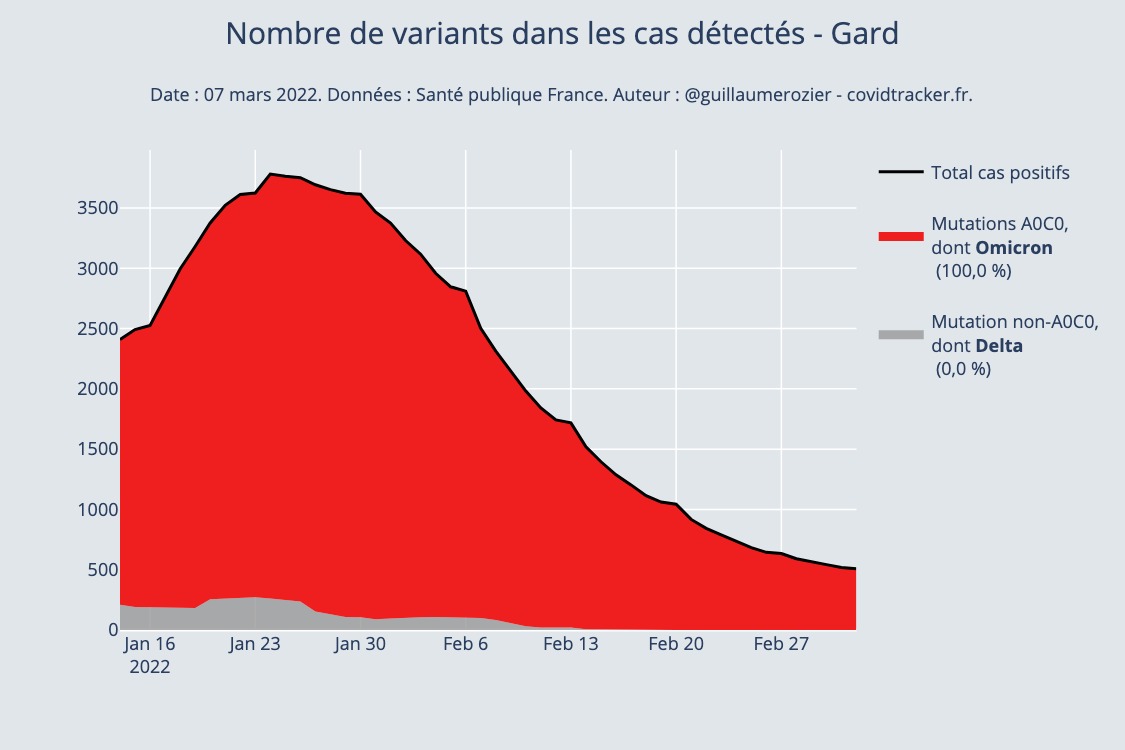 Nombre de variants dans les cas détectés - Gard
Date : 07 mars 2022. Données : Santé publique France. Auteur : @guillaumerozier - covidtracker.fr.
Total cas positifs
Mutations A0C0,
dont Omicron
(100,0 %)
Mutation non-A0C0,
dont Delta
(0,0 %)
3500
3000
2500
2000
1500
1000
500
0
Jan 16 Jan 23 Jan 30 Feb 6 Feb 13 Feb 20 Feb 27
2022